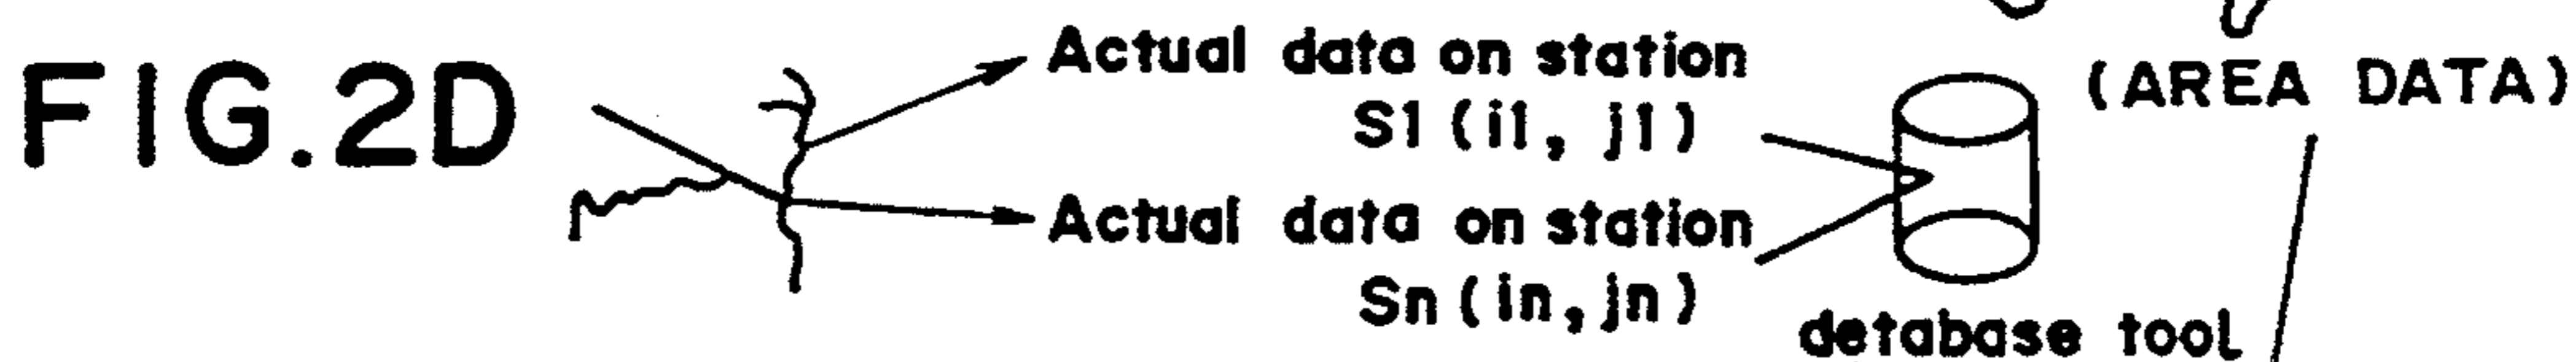 FIG.2D
Actual data on station
S1 (i1, j1)
Actual data on station
Sn (in, jn)
(AREA DATA)
detabase tool